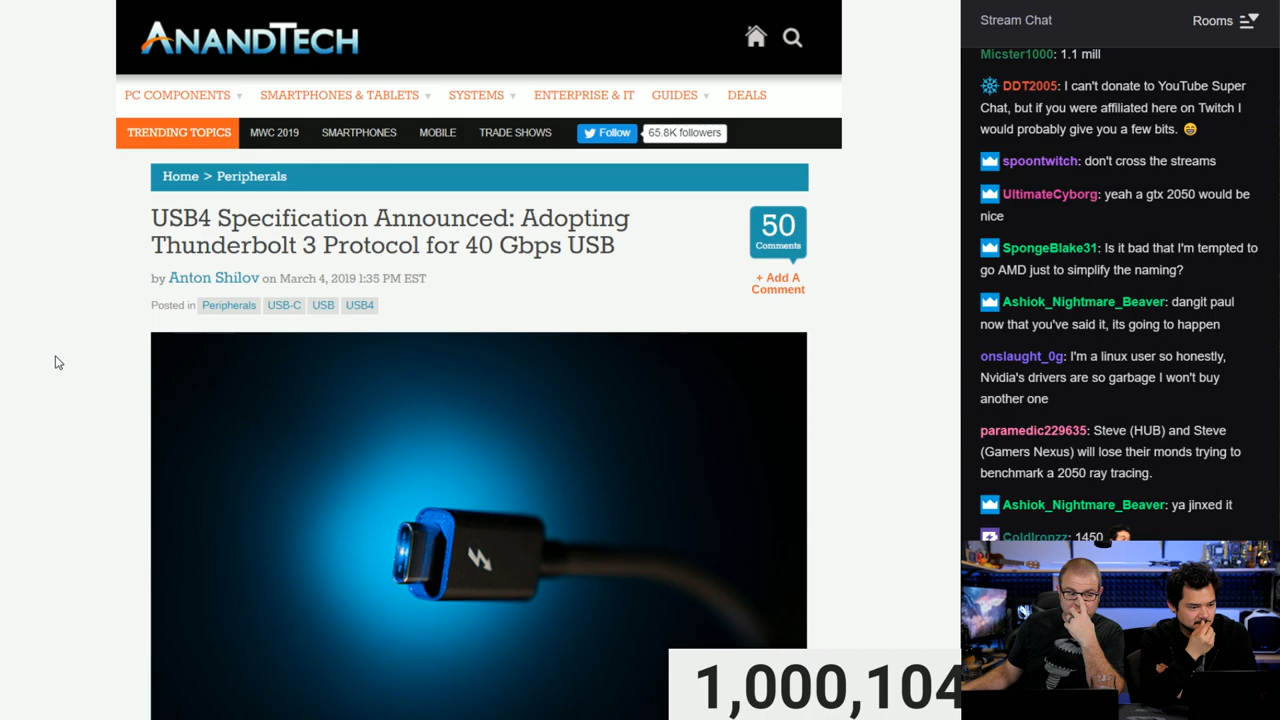 ANANDTECH
PC COMPONENTS SMARTPHONES & TABLETS SYSTEMS ENTERPRISE & IT GUIDES DEALS
TRENDING TOPICS MWC 2019 SMARTPHONES MOBILE TRADE SHOWS Follow 65.8K followers
Home > Peripherals
USB4 Specification Announced: Adopting
Thunderbolt 3 Protocol for 40 Gbps USB
by Anton Shilov on March 4, 2019 1:35 PM EST
Posted in Peripherals USB-C USB USB4
50
Comments
+ Add A
Comment
1,000,104
Stream Chat
Rooms
Micster1000: 1.1 mill
DDT2005: I can't donate to YouTube Super
Chat, but if you were affiliated here on Twitch I
would probably give you a few bits.
spoontwitch: don't cross the streams
UltimateCyborg: yeah a gtx 2050 would be
nice
SpongeBlake31: Is it bad that I'm tempted to
go AMD just to simplify the naming?
Ashiok_Nightmare_Beaver: dangit paul
now that you've said it, its going to happen
onslaught_0g: I'm a linux user so honestly,
Nvidia's drivers are so garbage I won't buy
another one
paramedic229635: Steve (HUB) and Steve
(Gamers Nexus) will lose their monds trying to
benchmark a 2050 ray tracing.
Ashiok_Nightmare_Beaver: ya jinxed it
ColdIronzz: 1450